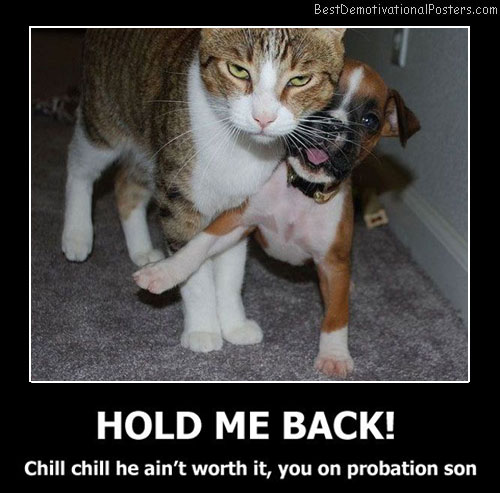 BestDemotivationalPosters.com
HOLD ME BACK!
Chill chill he ain't worth it, you on probation son